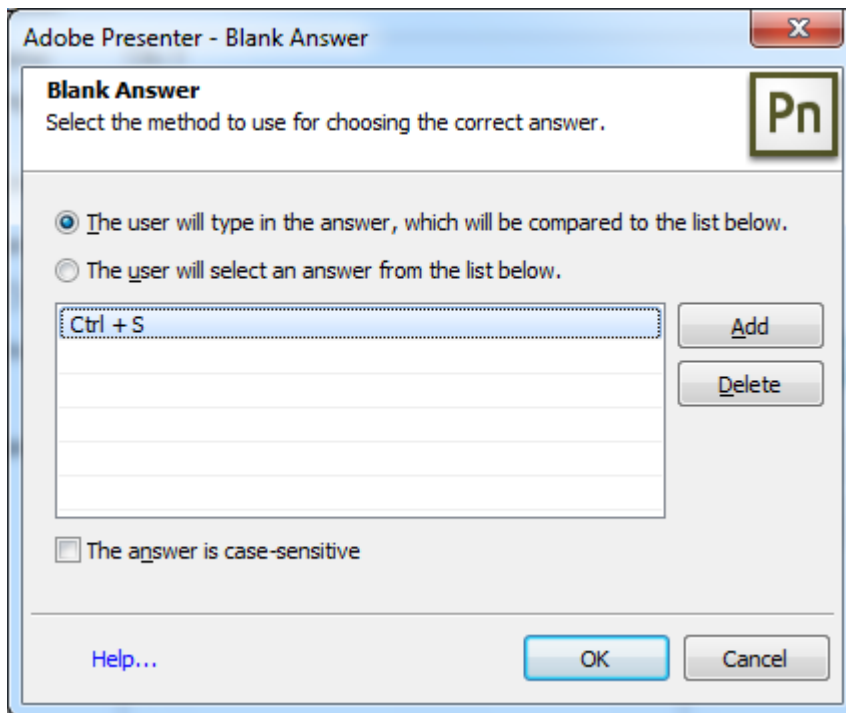 Adobe Presenter - Blank Answer
Blank Answer
Select the method to use for choosing the correct answer.
Pn
The user will type in the answer, which will be compared to the list below.
The user will select an answer from the list below.
Ctrl + S
Add
Delete
The answer is case-sensitive
Help...
OK
Cancel